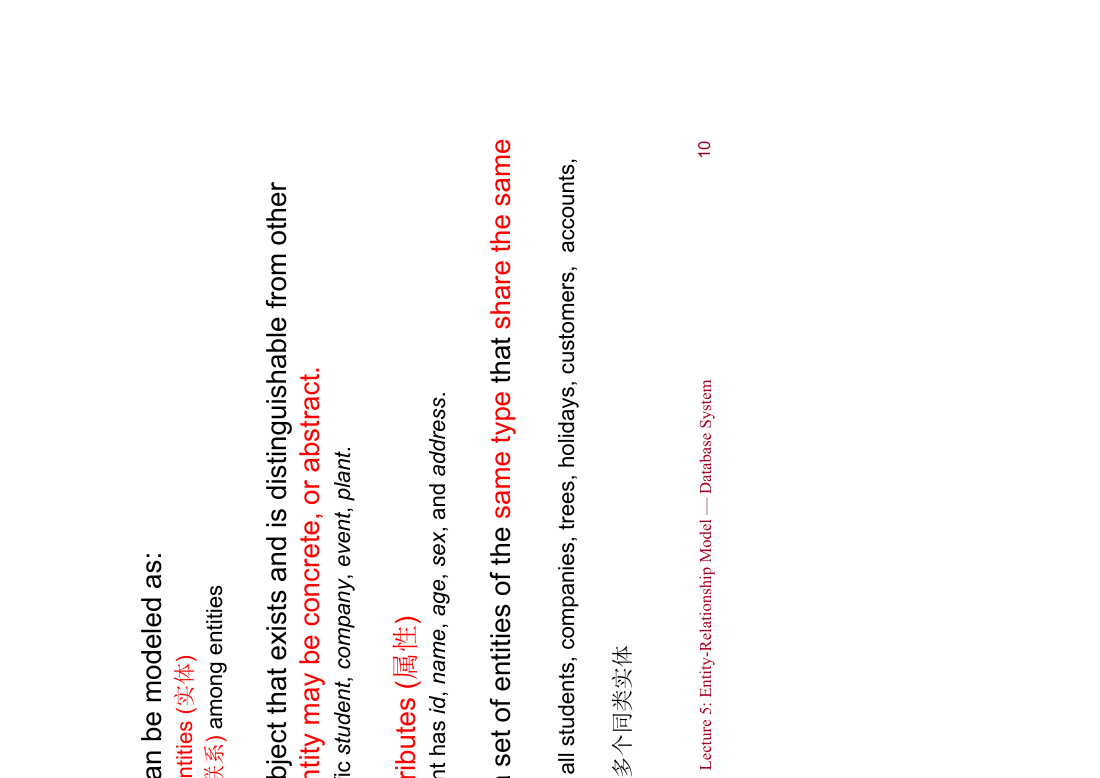 an be modeled as:
ntities (实体)
联系) among entities
bject that exists and is distinguishable from other
ntity may be concrete, or abstract.
fic student, company, event, plant.
ributes (属性)
nt has id, name, age, sex, and address.
set of entities of the same type that share the same
all students, companies, trees, holidays, customers, accounts,
多个同类实体
Lecture 5: Entity-Relationship Model — Database System
10